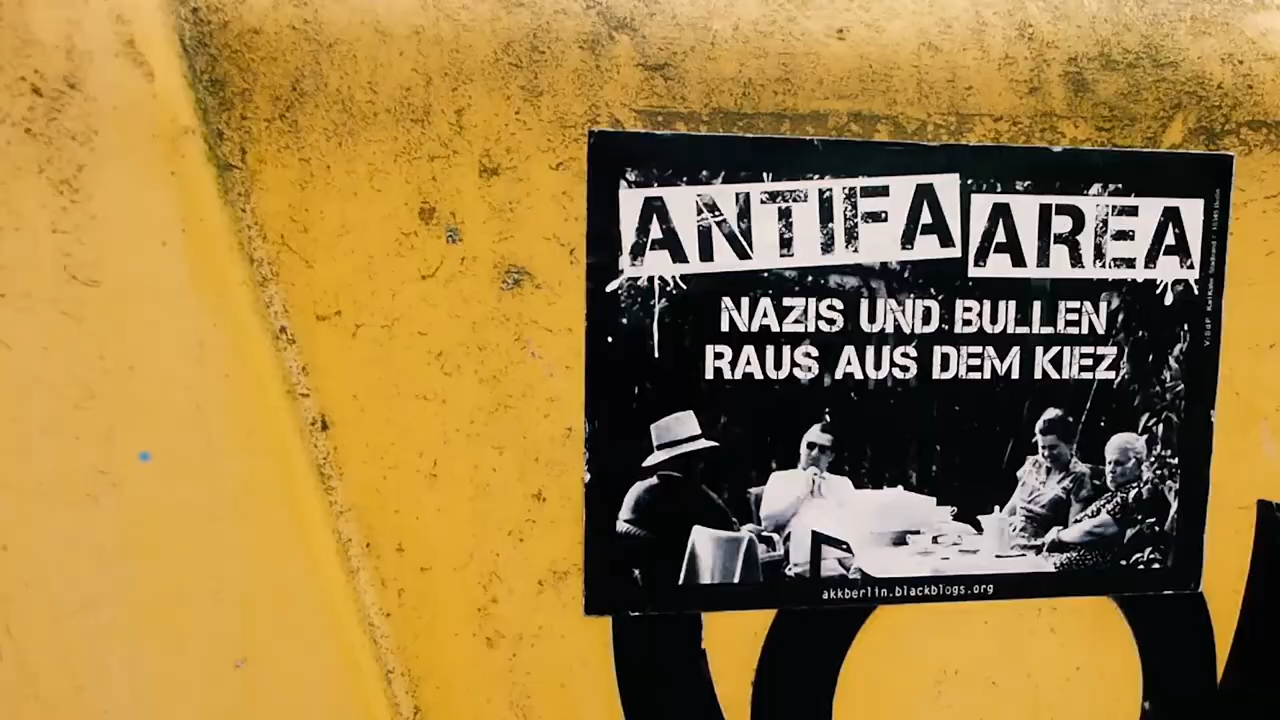 ANTIFA AREA
NAZIS UND BULLEN
RAUS AUS DEM KIEZ
akkberlin.blackblogs.org